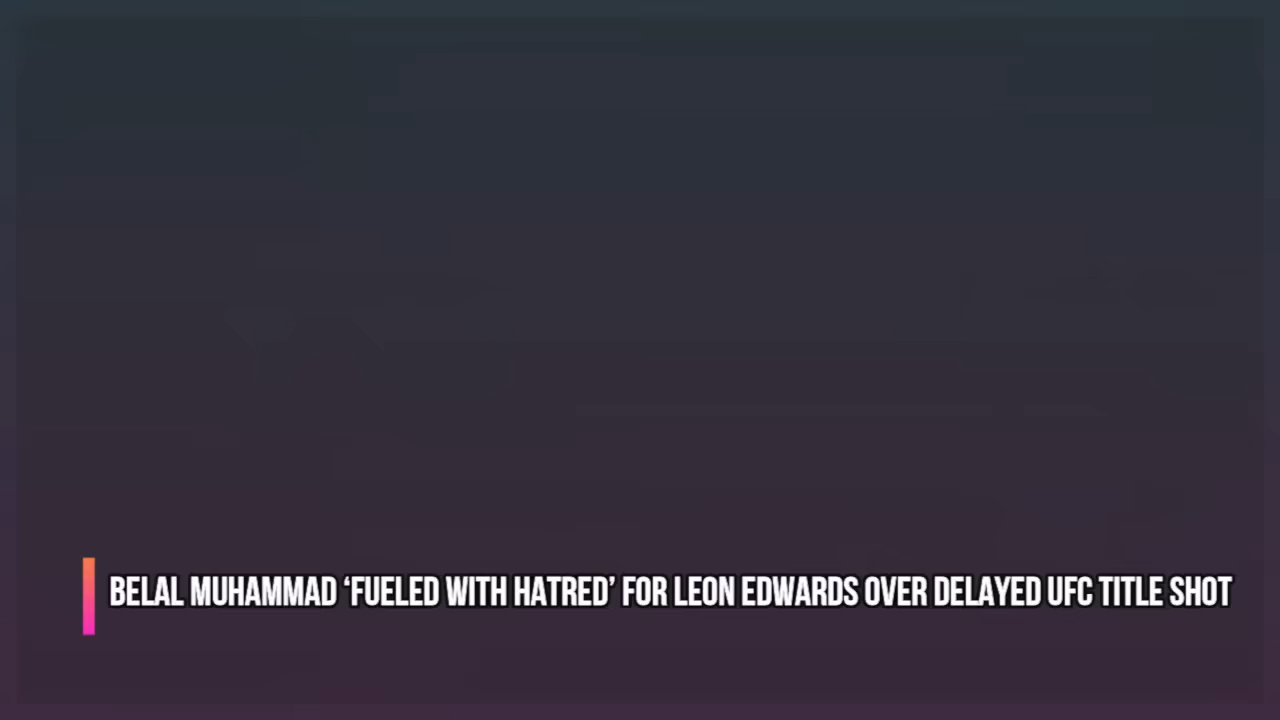 BELAL MUHAMMAD ‘FUELED WITH HATRED’ FOR LEON EDWARDS OVER DELAYED UFC TITLE SHOT